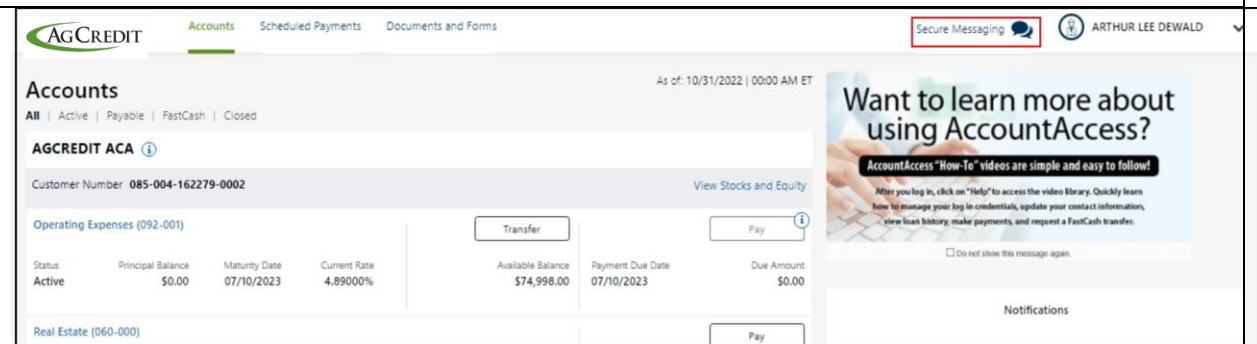 AGCREDIT
Accounts Scheduled Payments Documents and Forms
Secure Messaging
ARTHUR LEE DEWALD
Accounts
As of: 10/31/2022 | 00:00 AM ET
All | Active | Payable | FastCash | Closed
AGCREDIT ACA
Customer Number 085-004-162279-0002
View Stocks and Equity
Operating Expenses (092-001)
Transfer
Pay
Status Principal Balance Maturity Date Current Rate Available Balance Payment Due Date Due Amount
Active $0.00 07/10/2023 4.89000% $74,998.00 07/10/2023 $0.00
Real Estate (060-000)
Pay
Want to learn more about
using AccountAccess?
AccountAccess "How-To" videos are simple and easy to follow!
After you log in, click on "Help" to access the video library. Quickly learn
how to manage your log in credentials, update your contact information,
view loan history, make payments, and request a FastCash transfer.
Do not show this message again.
Notifications